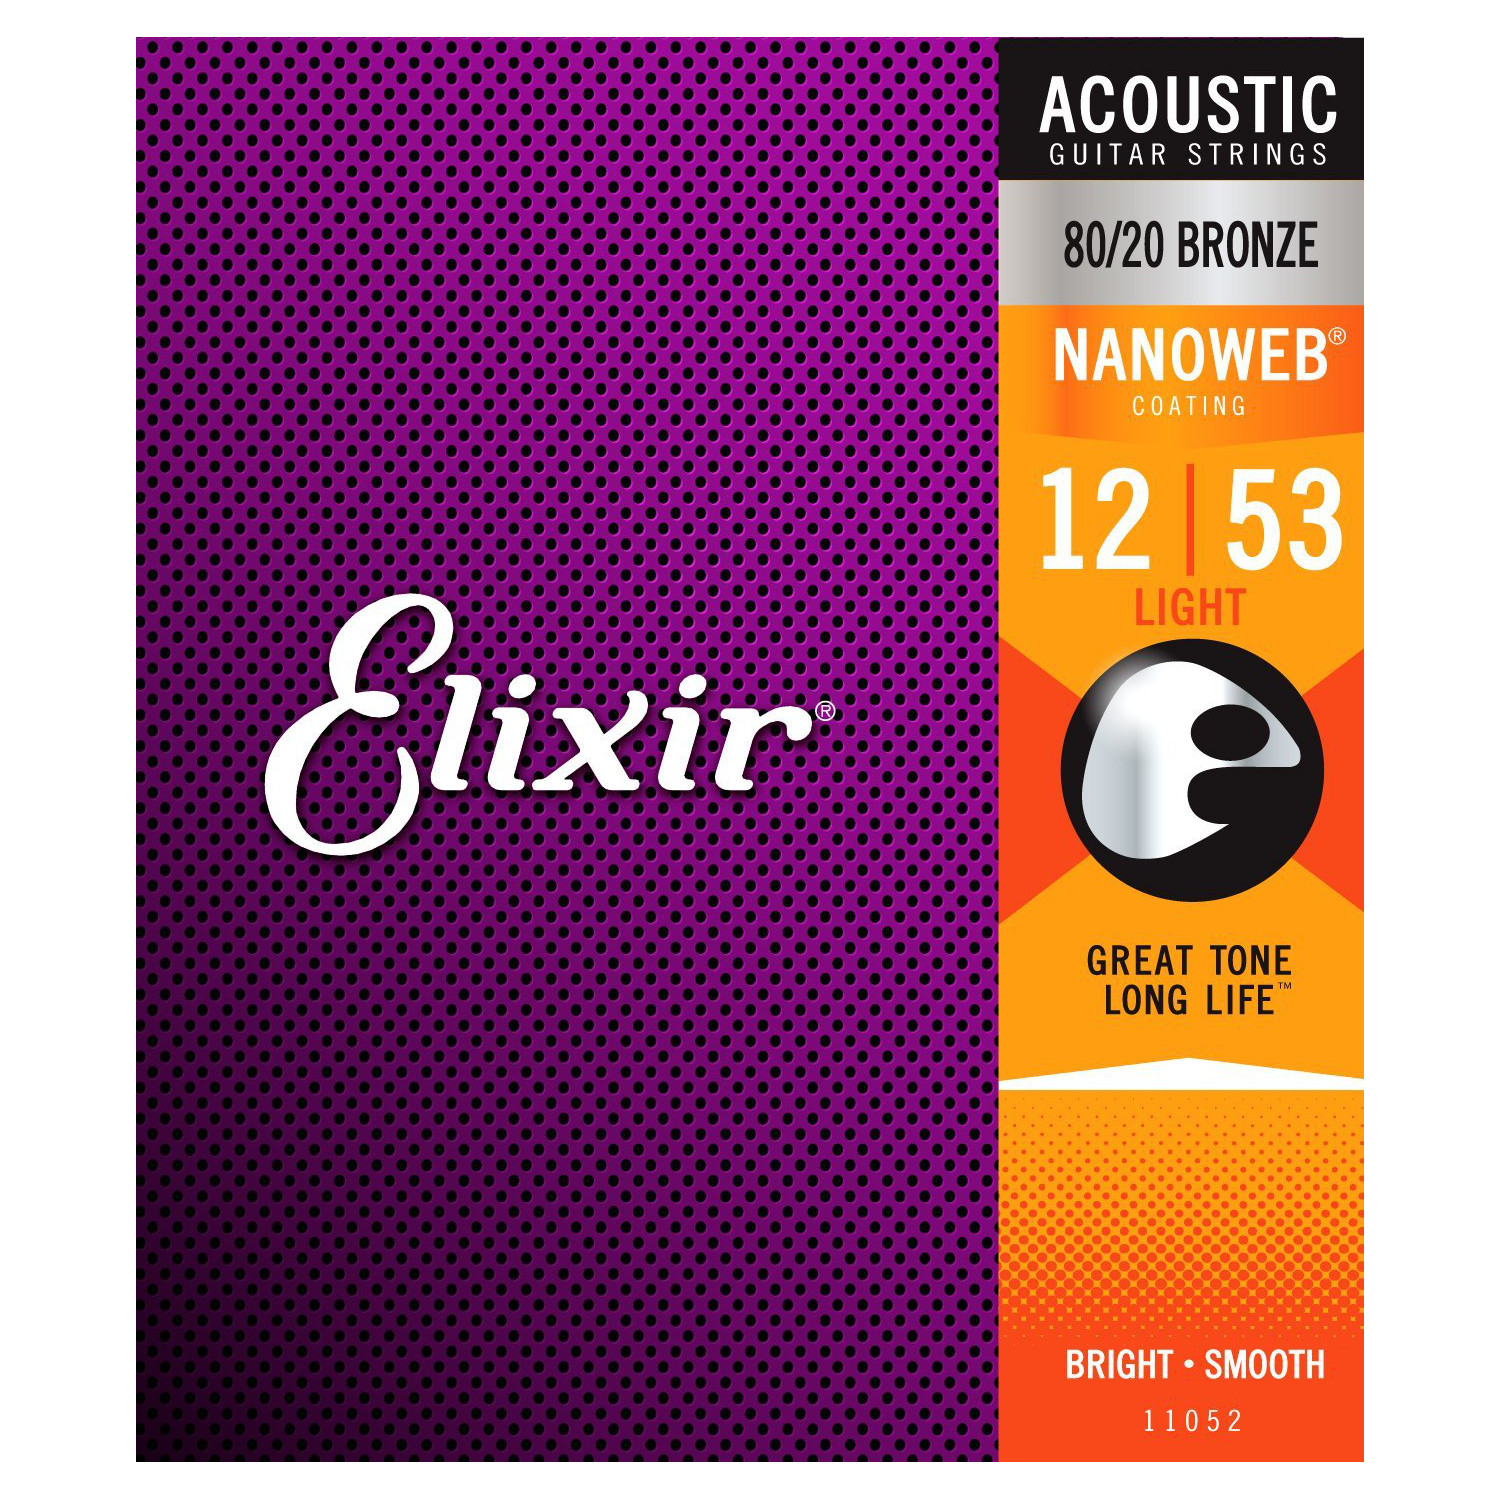 ACOUSTIC
GUITAR STRINGS
80/20 BRONZE
NANOWEB®
COATING
12 | 53
LIGHT
Elixir®
GREAT TONE
LONG LIFE™
BRIGHT • SMOOTH
11052